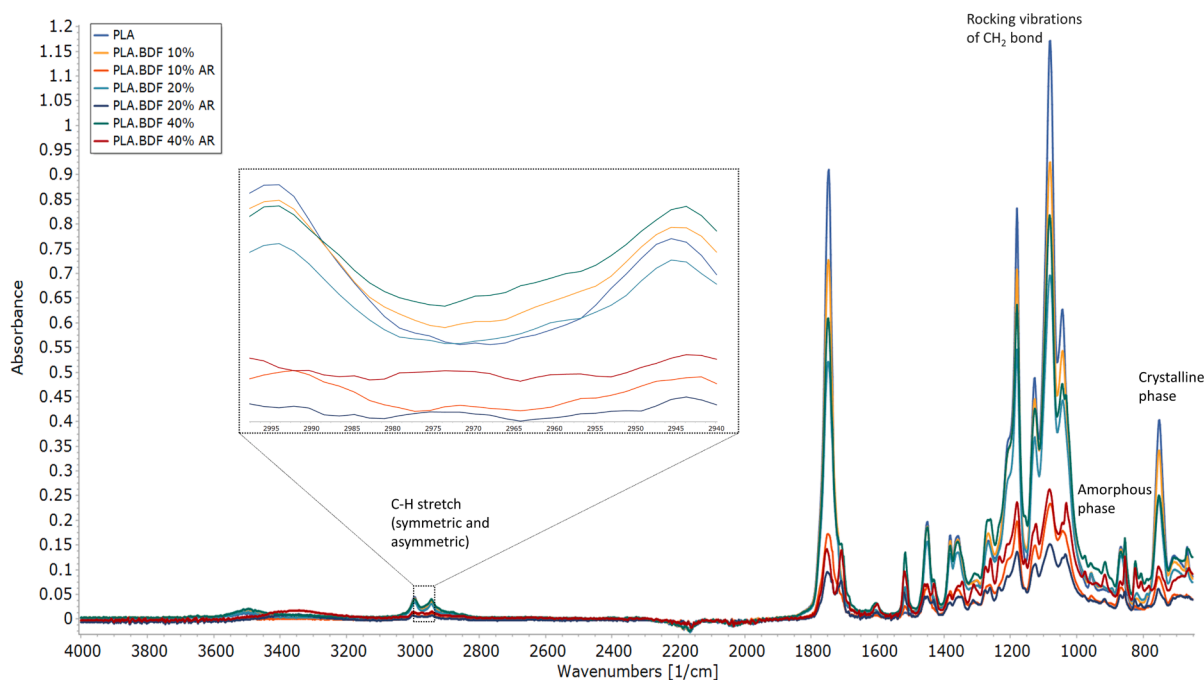 Rocking vibrations
of CH₂ bond
1.2
1.15
1.1
1.05
1
0.95
0.9
0.85
0.8
0.75
0.7
0.65
0.6
0.55
0.5
0.45
0.4
0.35
0.3
0.25
0.2
0.15
0.1
0.05
0
Absorbance
PLA
PLA.BDF 10%
PLA.BDF 10% AR
PLA.BDF 20%
PLA.BDF 20% AR
PLA.BDF 40%
PLA.BDF 40% AR
2995 2990 2985 2980 2975 2970 2965 2960 2955 2950 2945 2940
C-H stretch
(symmetric and
asymmetric)
Crystalline
phase
Amorphous
phase
4000 3800 3600 3400 3200 3000 2800 2600 2400 2200 2000 1800 1600 1400 1200 1000 800
Wavenumbers [1/cm]